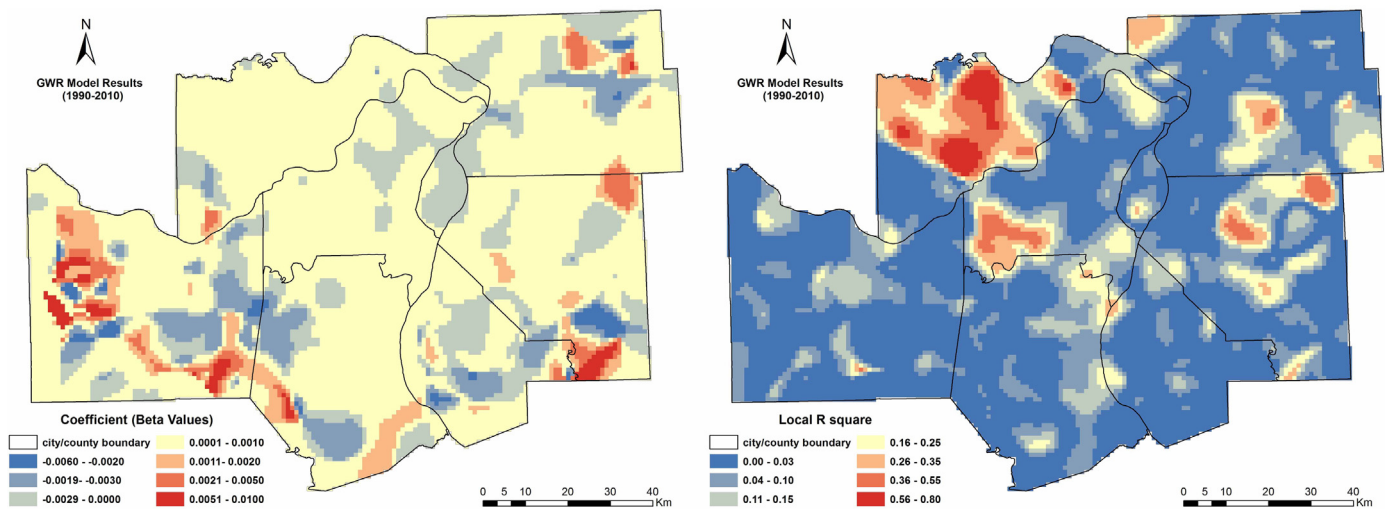 N
GWR Model Results
(1990-2010)
Coefficient (Beta Values)
city/county boundary
-0.0060 - -0.0020
-0.0019- -0.0030
-0.0029 - 0.0000
0.0001 - 0.0010
0.0011- 0.0020
0.0021 - 0.0050
0.0051 - 0.0100
0 5 10 20 30 40
Km
N
GWR Model Results
(1990-2010)
Local R square
city/county boundary
0.00 - 0.03
0.04 - 0.10
0.11 - 0.15
0.16 - 0.25
0.26 - 0.35
0.36 - 0.55
0.56 - 0.80
0 5 10 20 30 40
Km